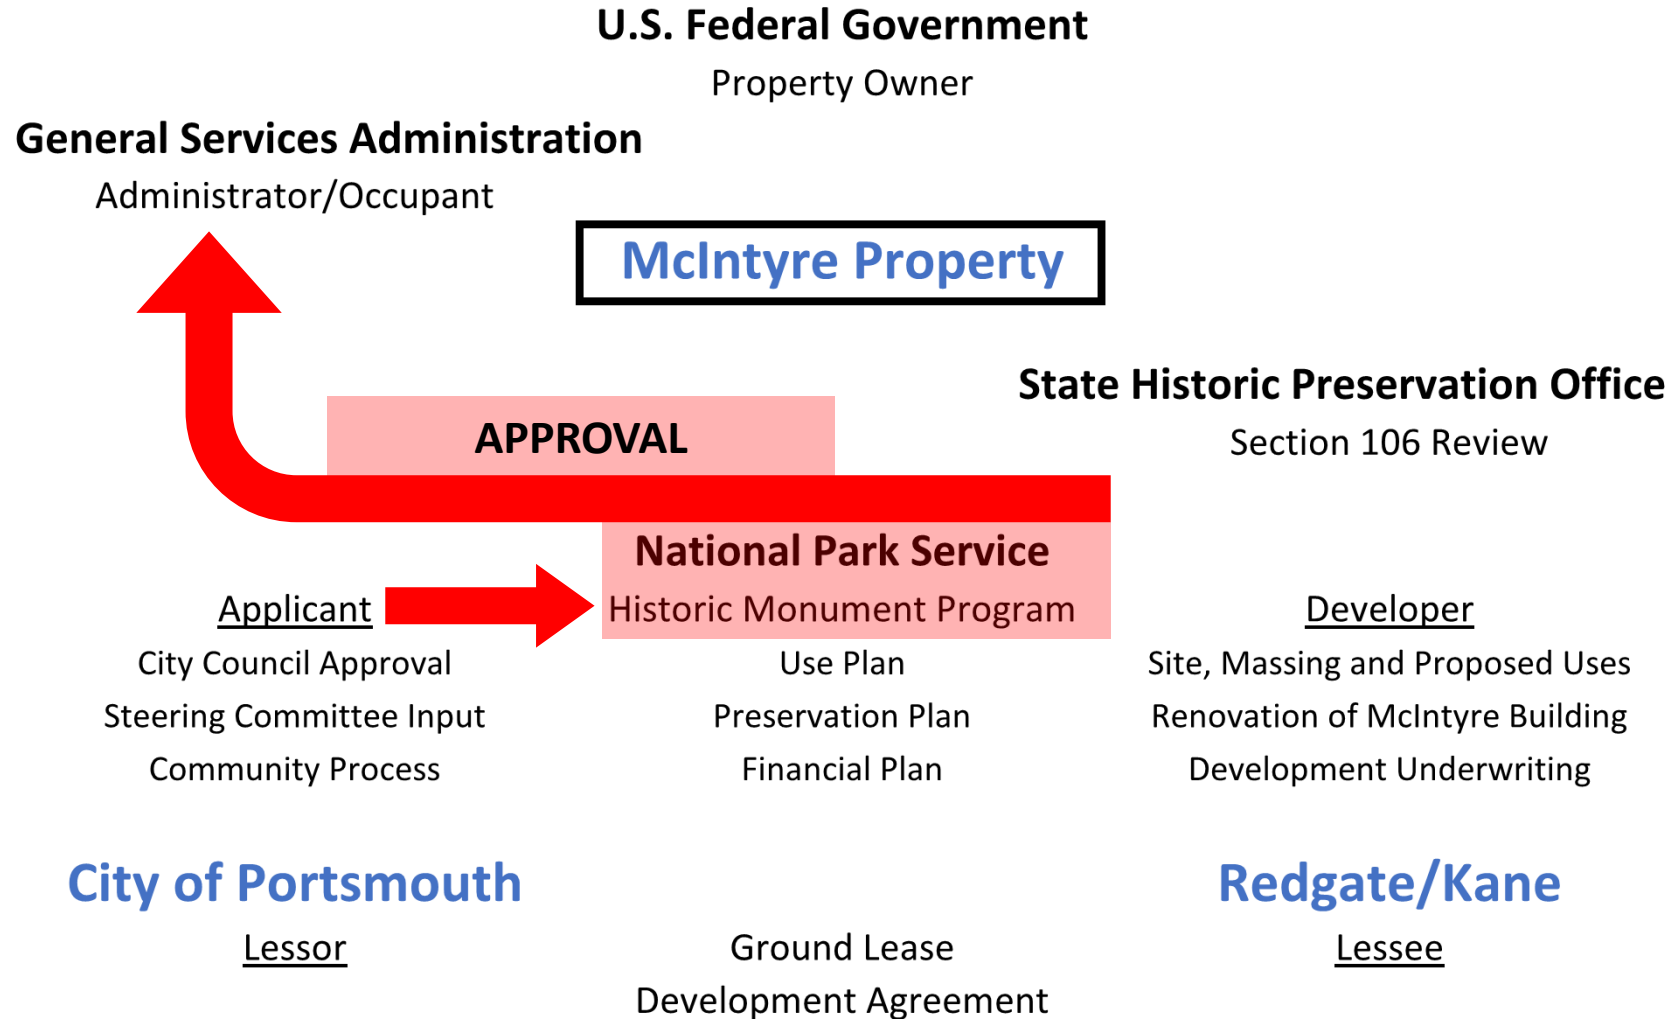 U.S. Federal Government
Property Owner
General Services Administration
Administrator/Occupant
McIntyre Property
State Historic Preservation Office
Section 106 Review
APPROVAL
National Park Service
Historic Monument Program
Use Plan
Preservation Plan
Financial Plan
Applicant
City Council Approval
Steering Committee Input
Community Process
Developer
Site, Massing and Proposed Uses
Renovation of McIntyre Building
Development Underwriting
City of Portsmouth
Lessor
Ground Lease
Development Agreement
Redgate/Kane
Lessee